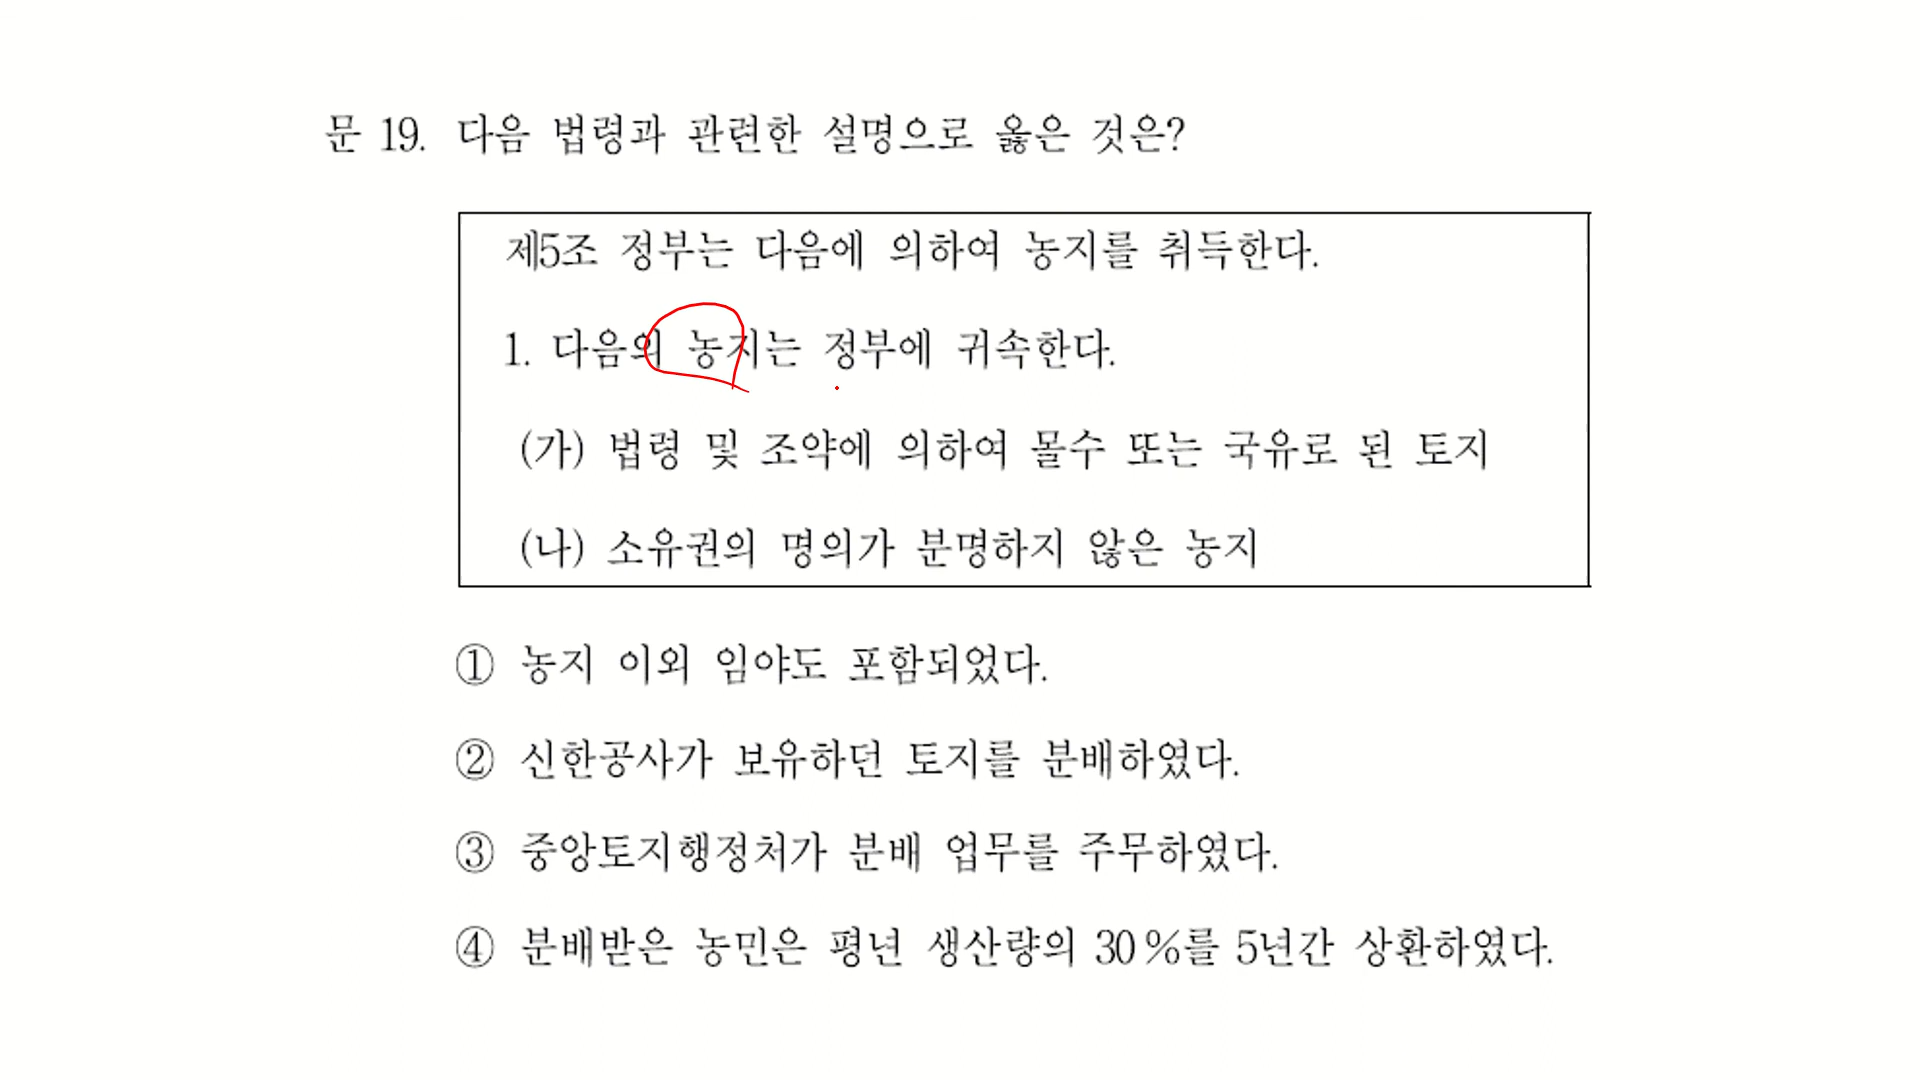 문 19. 다음 법령과 관련한 설명으로 옳은 것은?
제5조 정부는 다음에 의하여 농지를 취득한다.
1. 다음의 농지는 정부에 귀속한다.
(가) 법령 및 조약에 의하여 몰수 또는 국유로 된 토지
(나) 소유권의 명의가 분명하지 않은 농지
① 농지 이외 임야도 포함되었다.
② 신한공사가 보유하던 토지를 분배하였다.
③ 중앙토지행정처가 분배 업무를 주무하였다.
④ 분배받은 농민은 평년 생산량의 30%를 5년간 상환하였다.